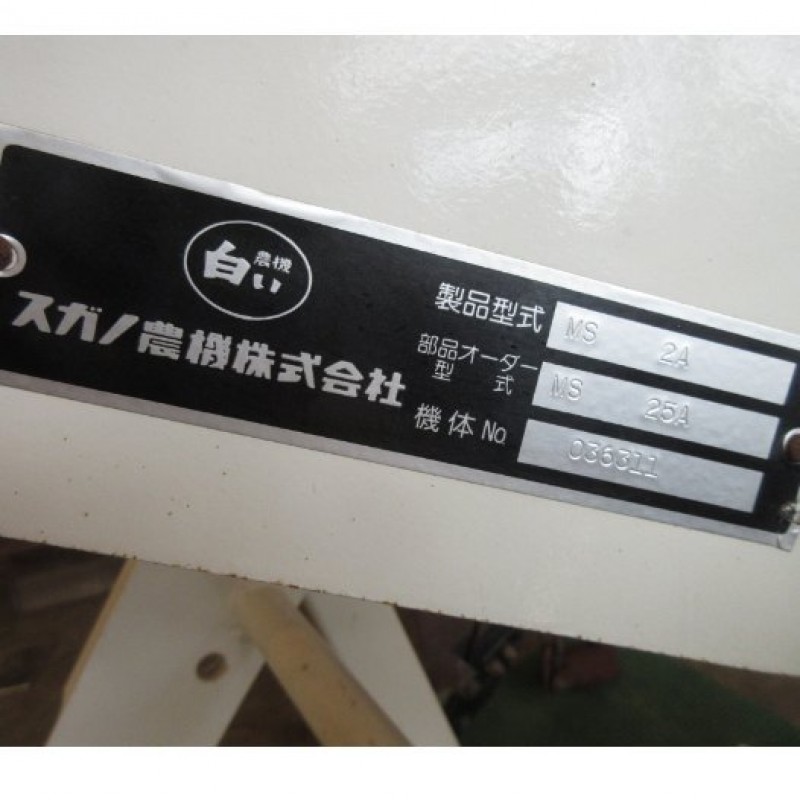 白い農機
スガノ農機株式会社
製品型式 MS 2A
部品オーダー型式 MS 25A
機体No. 036311